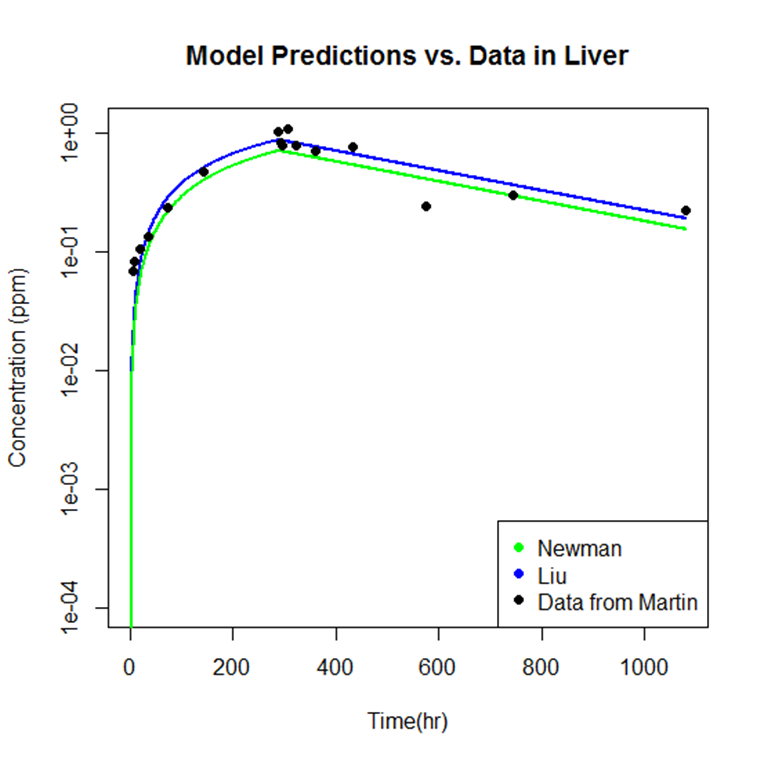 Model Predictions vs. Data in Liver
Concentration (ppm)
1e+00
1e-01
1e-02
1e-03
1e-04
Newman
Liu
Data from Martin
0 200 400 600 800 1000
Time(hr)